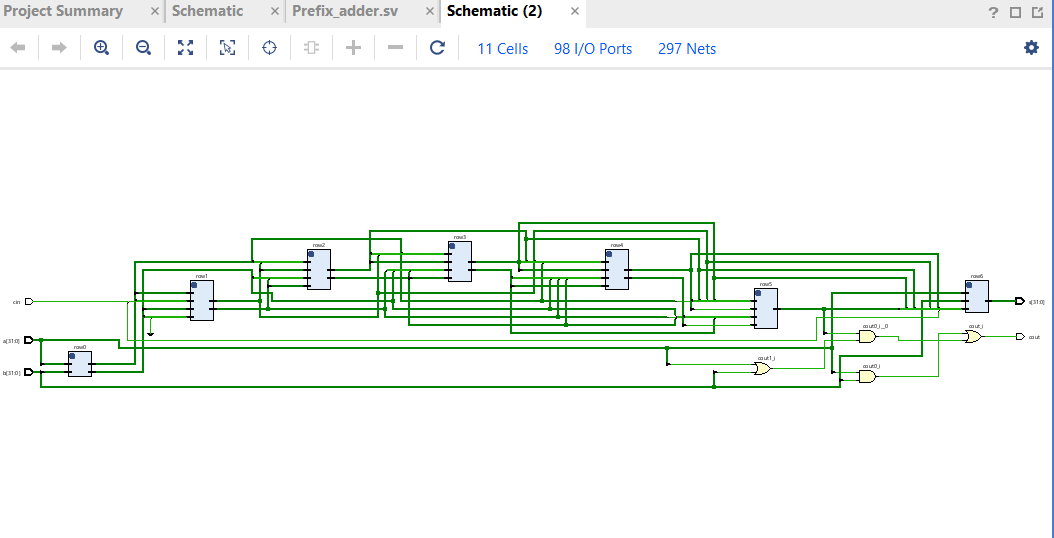 Project Summary
Schematic
Prefix_adder.sv
Schematic (2)
11 Cells
98 I/O Ports
297 Nets
row3
row2
row4
row1
row6
row5
cin
s[31:0]
cout0_i__0
cout_i
cout
a[31:0]
row0
cout1_i
cout0_i
b[31:0]